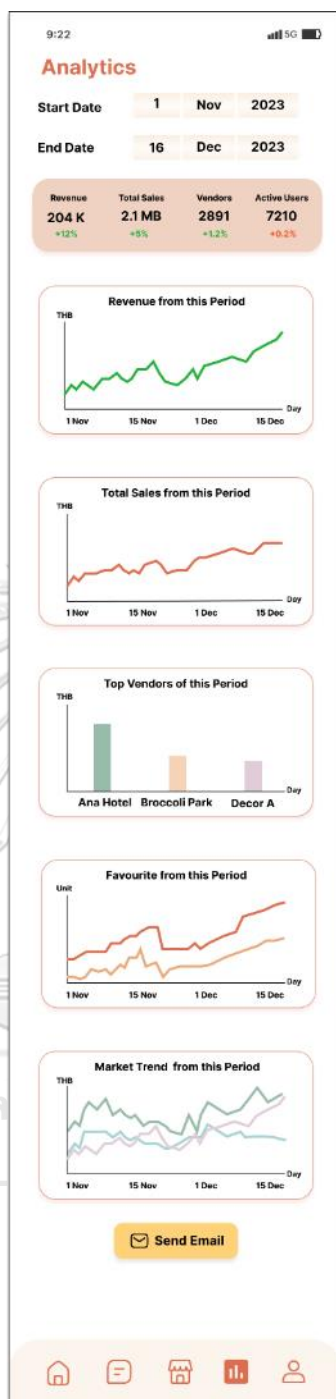 9:22 5G
Analytics
Start Date 1 Nov 2023
End Date 16 Dec 2023
Revenue Total Sales Vendors Active Users
204 K 2.1 MB 2891 7210
+12% +5% +1.2% +0.2%
Revenue from this Period
THB
Day
1 Nov 15 Nov 1 Dec 15 Dec
Total Sales from this Period
THB
Day
1 Nov 15 Nov 1 Dec 15 Dec
Top Vendors of this Period
THB
Day
Ana Hotel Broccoli Park Decor A
Favourite from this Period
Unit
Day
1 Nov 15 Nov 1 Dec 15 Dec
Market Trend from this Period
THB
Day
1 Nov 15 Nov 1 Dec 15 Dec
Send Email